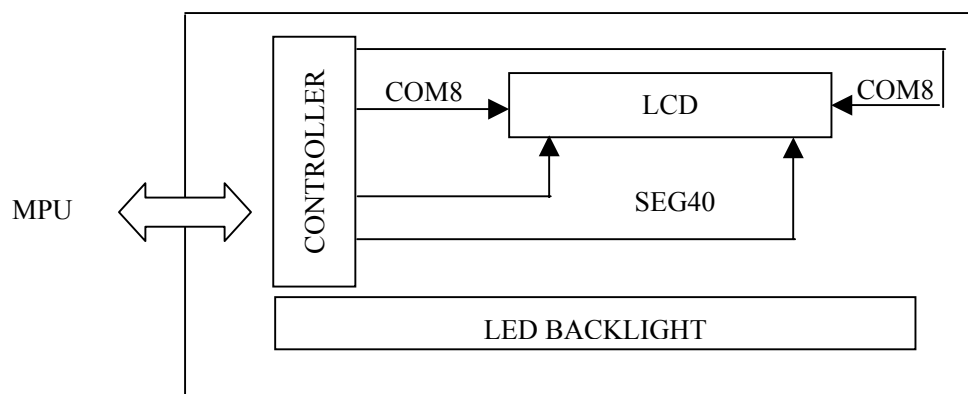 COM8
LCD
COM8
CONTROLLER
MPU
SEG40
LED BACKLIGHT